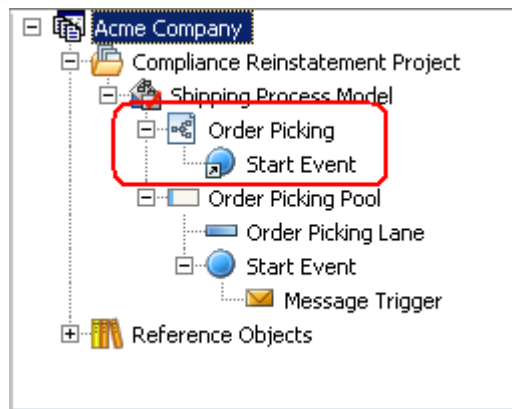 Acme Company
Compliance Reinstatement Project
Shipping Process Model
Order Picking
Start Event
Order Picking Pool
Order Picking Lane
Start Event
Message Trigger
Reference Objects